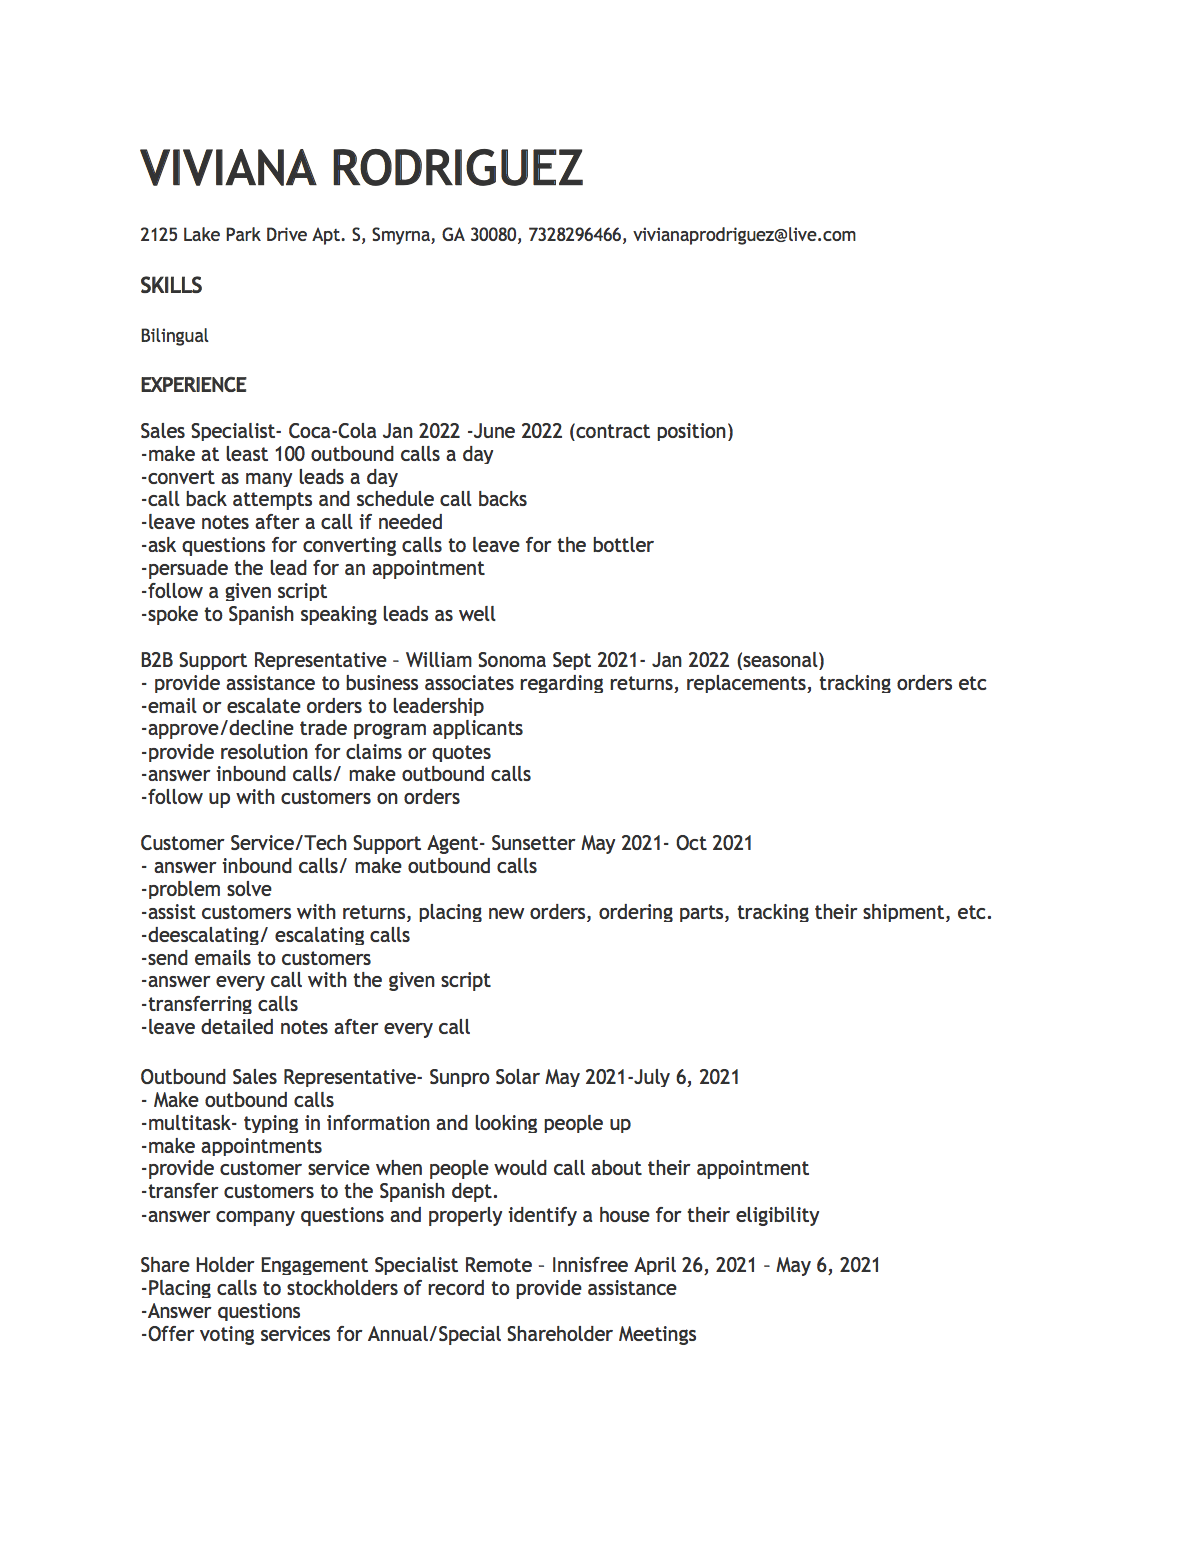 VIVIANA RODRIGUEZ
2125 Lake Park Drive Apt. S, Smyrna, GA 30080, 7328296466, vivianaprodriguez@live.com
SKILLS
Bilingual
EXPERIENCE
Sales Specialist- Coca-Cola Jan 2022 -June 2022 (contract position)
-make at least 100 outbound calls a day
-convert as many leads a day
-call back attempts and schedule call backs
-leave notes after a call if needed
-ask questions for converting calls to leave for the bottler
-persuade the lead for an appointment
-follow a given script
-spoke to Spanish speaking leads as well
B2B Support Representative – William Sonoma Sept 2021- Jan 2022 (seasonal)
- provide assistance to business associates regarding returns, replacements, tracking orders etc
-email or escalate orders to leadership
-approve/decline trade program applicants
-provide resolution for claims or quotes
-answer inbound calls/ make outbound calls
-follow up with customers on orders
Customer Service/Tech Support Agent- Sunsetter May 2021- Oct 2021
- answer inbound calls/ make outbound calls
-problem solve
-assist customers with returns, placing new orders, ordering parts, tracking their shipment, etc.
-deescalating/ escalating calls
-send emails to customers
-answer every call with the given script
-transferring calls
-leave detailed notes after every call
Outbound Sales Representative- Sunpro Solar May 2021-July 6, 2021
- Make outbound calls
-multitask- typing in information and looking people up
-make appointments
-provide customer service when people would call about their appointment
-transfer customers to the Spanish dept.
-answer company questions and properly identify a house for their eligibility
Share Holder Engagement Specialist Remote – Innisfree April 26, 2021 – May 6, 2021
-Placing calls to stockholders of record to provide assistance
-Answer questions
-Offer voting services for Annual/Special Shareholder Meetings